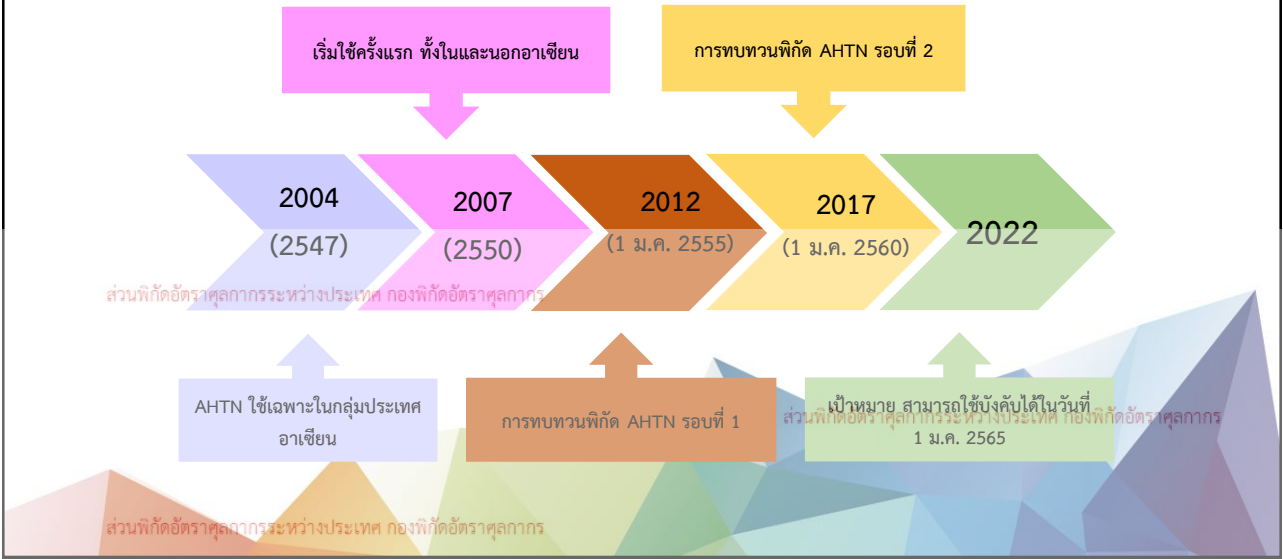 เริ่มใช้ครั้งแรก ทั้งในและนอกอาเซียน
การทบทวนพิกัด AHTN รอบที่ 2
2004
(2547)
2007
(2550)
2012
(1 ม.ค. 2555)
2017
(1 ม.ค. 2560)
2022
ส่วนพิกัดอัตราศุลกากรระหว่างประเทศ กองพิกัดอัตราศุลกากร
AHTN ใช้เฉพาะในกลุ่มประเทศ
อาเซียน
การทบทวนพิกัด AHTN รอบที่ 1
เป้าหมาย สามารถใช้บังคับได้ในวันที่
1 ม.ค. 2565
ส่วนพิกัดอัตราศุลกากรระหว่างประเทศ กองพิกัดอัตราศุลกากร
ส่วนพิกัดอัตราศุลกากรระหว่างประเทศ กองพิกัดอัตราศุลกากร